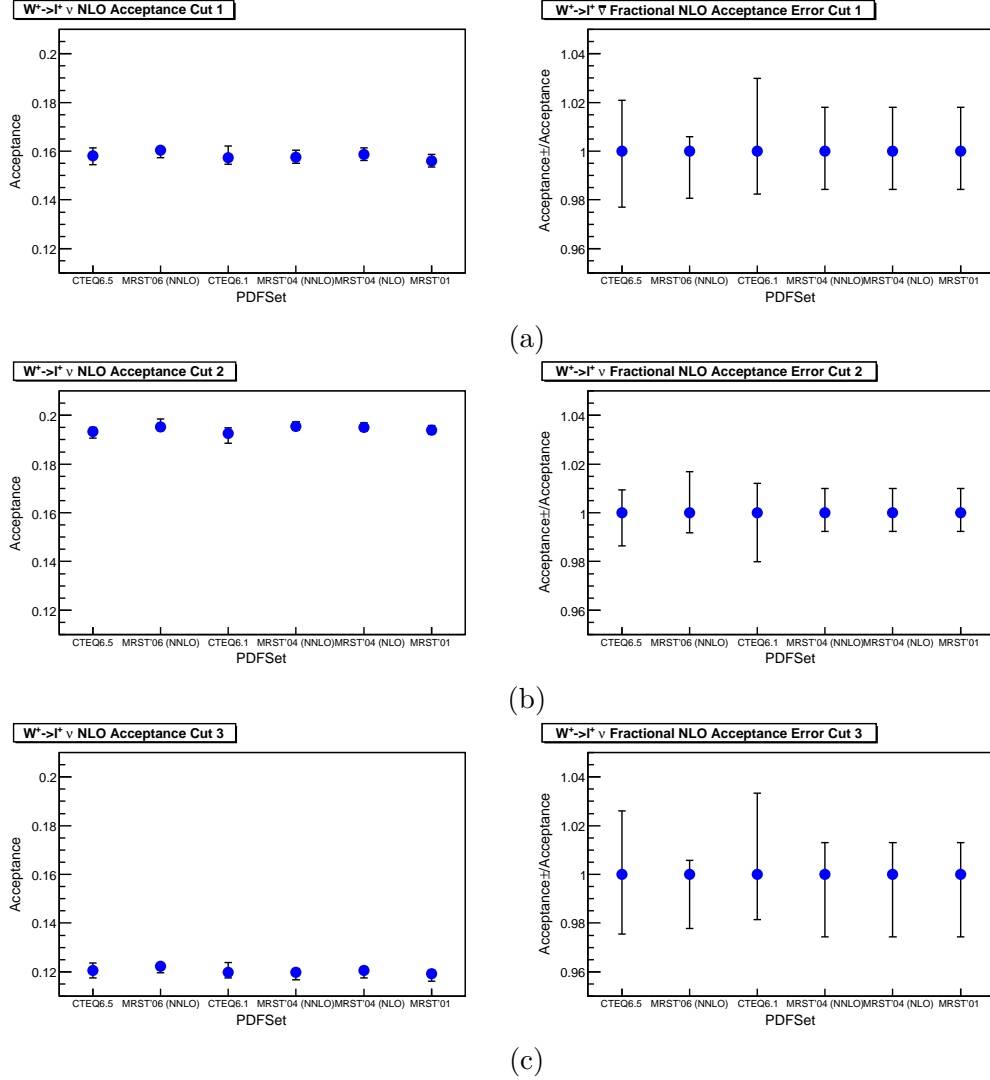 W⁺->l⁺ ν NLO Acceptance Cut 1
Acceptance
0.2
0.18
0.16
0.14
0.12
CTEQ6.5 MRST'06 (NNLO) CTEQ6.1 MRST'04 (NNLO) MRST'04 (NLO) MRST'01
PDFSet
W⁺->l⁺ ν̅ Fractional NLO Acceptance Error Cut 1
Acceptance±/Acceptance
1.04
1.02
1
0.98
0.96
CTEQ6.5 MRST'06 (NNLO) CTEQ6.1 MRST'04 (NNLO) MRST'04 (NLO) MRST'01
PDFSet
(a)
W⁺->l⁺ ν NLO Acceptance Cut 2
Acceptance
0.2
0.18
0.16
0.14
0.12
CTEQ6.5 MRST'06 (NNLO) CTEQ6.1 MRST'04 (NNLO) MRST'04 (NLO) MRST'01
PDFSet
W⁺->l⁺ ν Fractional NLO Acceptance Error Cut 2
Acceptance±/Acceptance
1.04
1.02
1
0.98
0.96
CTEQ6.5 MRST'06 (NNLO) CTEQ6.1 MRST'04 (NNLO) MRST'04 (NLO) MRST'01
PDFSet
(b)
W⁺->l⁺ ν NLO Acceptance Cut 3
Acceptance
0.2
0.18
0.16
0.14
0.12
CTEQ6.5 MRST'06 (NNLO) CTEQ6.1 MRST'04 (NNLO) MRST'04 (NLO) MRST'01
PDFSet
W⁺->l⁺ ν Fractional NLO Acceptance Error Cut 3
Acceptance±/Acceptance
1.04
1.02
1
0.98
0.96
CTEQ6.5 MRST'06 (NNLO) CTEQ6.1 MRST'04 (NNLO) MRST'04 (NLO) MRST'01
PDFSet
(c)